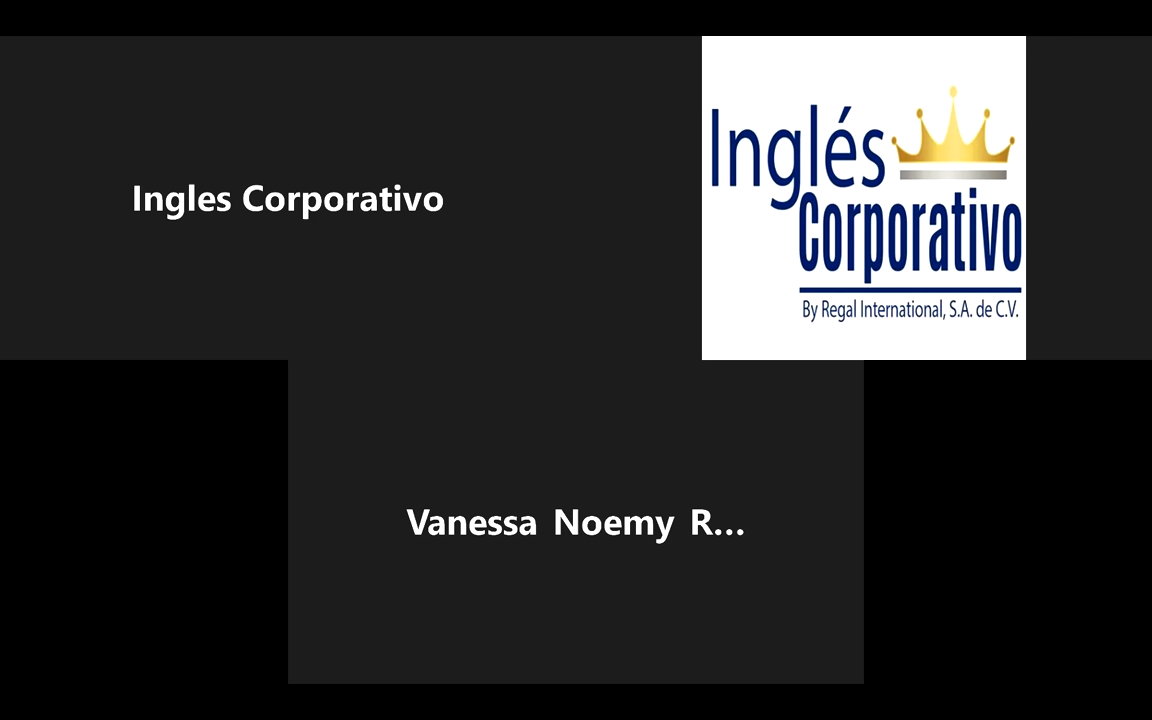 Ingles Corporativo
Inglés
Corporativo
By Regal International, S.A. de C.V.
Vanessa Noemy R...